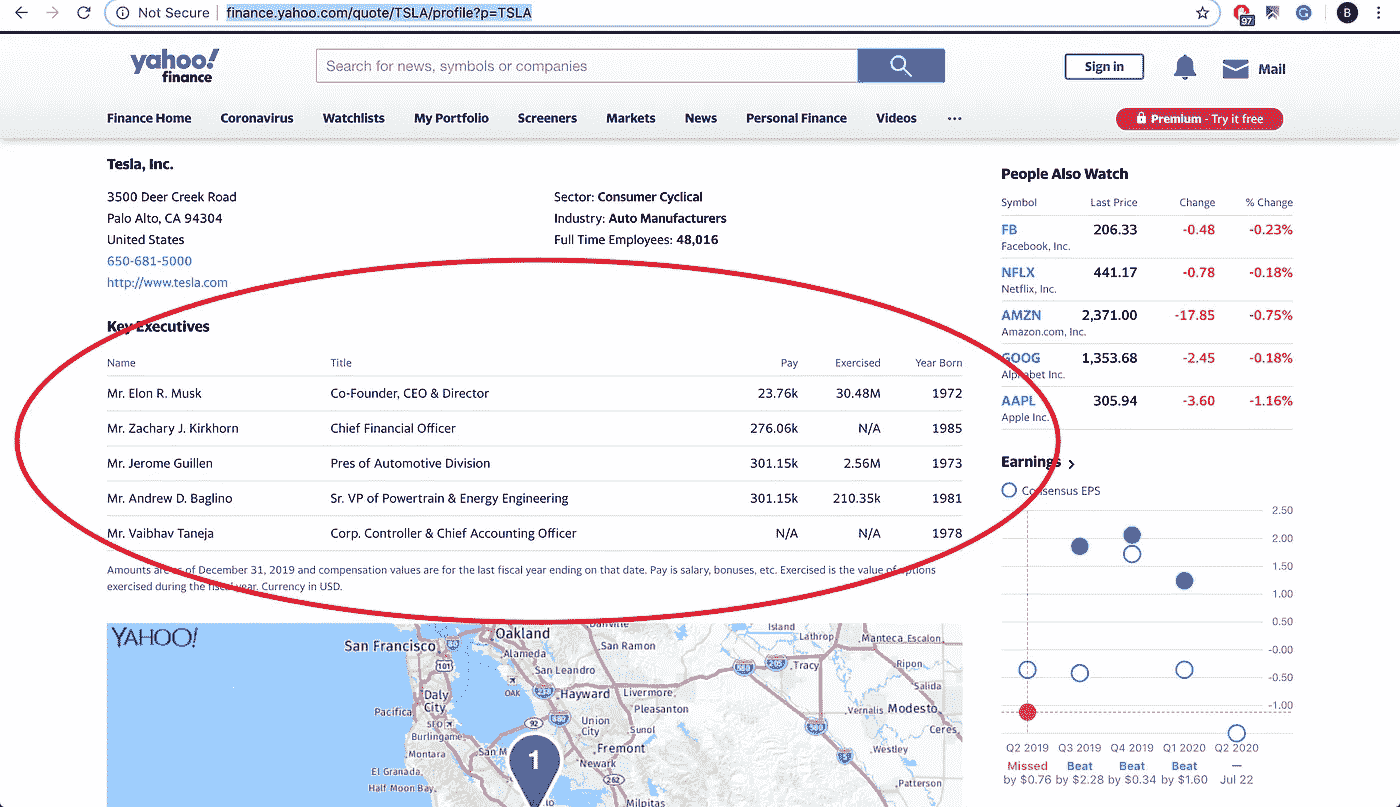 Not Secure | finance.yahoo.com/quote/TSLA/profile?p=TSLA
97
B
yahoo!
finance
Search for news, symbols or companies
Sign in
Mail
Finance Home Coronavirus Watchlists My Portfolio Screeners Markets News Personal Finance Videos ...
Premium - Try it free
Tesla, Inc.
3500 Deer Creek Road
Palo Alto, CA 94304
United States
650-681-5000
http://www.tesla.com
Sector: Consumer Cyclical
Industry: Auto Manufacturers
Full Time Employees: 48,016
Key Executives
Name Title Pay Exercised Year Born
Mr. Elon R. Musk Co-Founder, CEO & Director 23.76k 30.48M 1972
Mr. Zachary J. Kirkhorn Chief Financial Officer 276.06k N/A 1985
Mr. Jerome Guillen Pres of Automotive Division 301.15k 2.56M 1973
Mr. Andrew D. Baglino Sr. VP of Powertrain & Energy Engineering 301.15k 210.35k 1981
Mr. Vaibhav Taneja Corp. Controller & Chief Accounting Officer N/A N/A 1978
Amounts are as of December 31, 2019 and compensation values are for the last fiscal year ending on that date. Pay is salary, bonuses, etc. Exercised is the value of options
exercised during the fiscal year. Currency in USD.
People Also Watch
Symbol Last Price Change % Change
FB 206.33 -0.48 -0.23%
Facebook, Inc.
NFLX 441.17 -0.78 -0.18%
Netflix, Inc.
AMZN 2,371.00 -17.85 -0.75%
Amazon.com, Inc.
GOOG 1,353.68 -2.45 -0.18%
Alphabet Inc.
AAPL 305.94 -3.60 -1.16%
Apple Inc.
Earnings
Consensus EPS
2.50
2.00
1.50
1.00
0.50
-0.00
-0.50
-1.00
Q2 2019 Q3 2019 Q4 2019 Q1 2020 Q2 2020
Missed Beat Beat Beat —
by $0.76 by $2.28 by $0.34 by $1.60 Jul 22
YAHOO!
San Francisco
Oakland
Danville
Island
Lathrop
Manteca
Escalon
Alameda
San Ramon
101
San Leandro
Tracy
Ripon
Salida
OAK
Hayward
Livermore
Daly
City
Pacifica
SFO
92
Union
City
Pleasanton
Sunol
Vernalis
Modesto
Ceres
Burlingame
Montara
San M
Fremont
Newark
Westley
El Granada
Half Moon Bay
262
Milpitas
Patterson
1